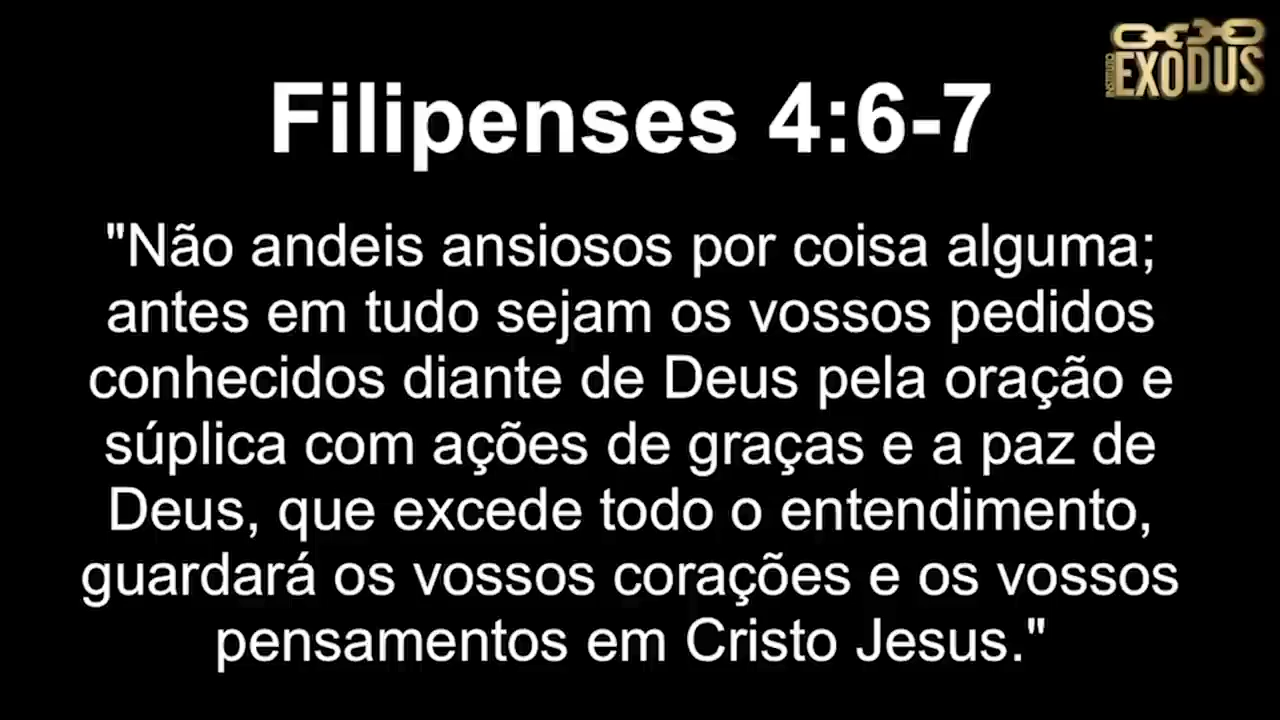 INSTITUTO
EXODUS
Filipenses 4:6-7
"Não andeis ansiosos por coisa alguma;
antes em tudo sejam os vossos pedidos
conhecidos diante de Deus pela oração e
súplica com ações de graças e a paz de
Deus, que excede todo o entendimento,
guardará os vossos corações e os vossos
pensamentos em Cristo Jesus."